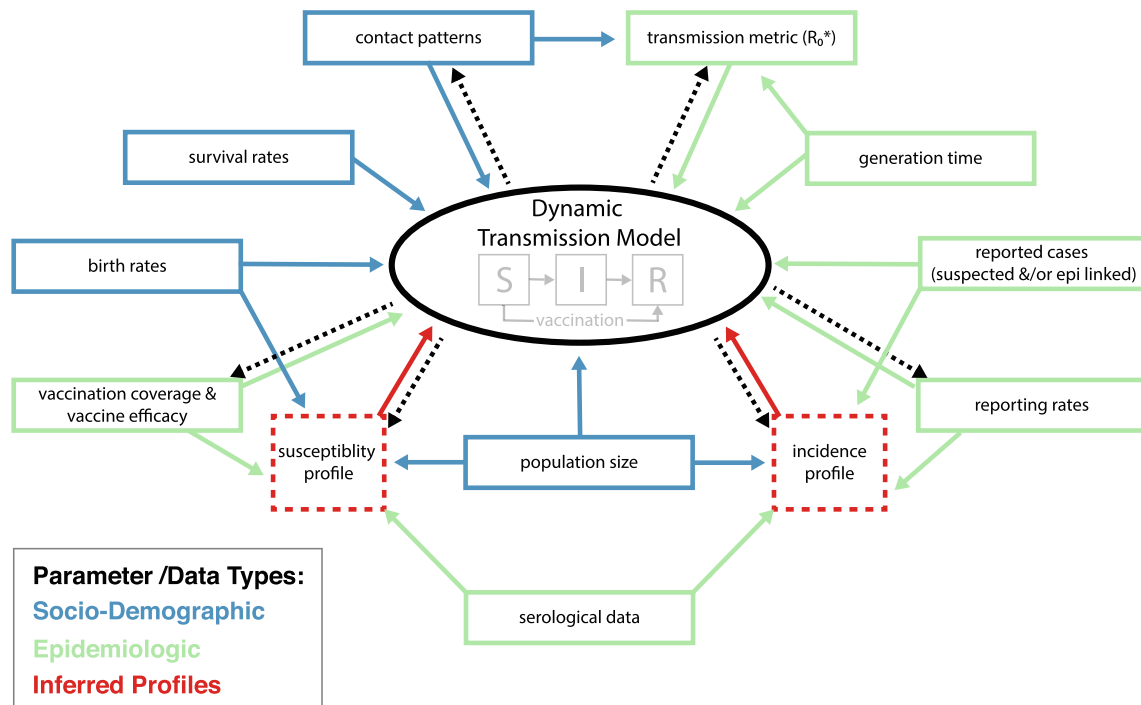 contact patterns
transmission metric (R₀*)
survival rates
generation time
Dynamic
Transmission Model
S I R
vaccination
birth rates
reported cases
(suspected &/or epi linked)
vaccination coverage &
vaccine efficacy
reporting rates
susceptiblity
profile
population size
incidence
profile
serological data
Parameter /Data Types:
Socio-Demographic
Epidemiologic
Inferred Profiles